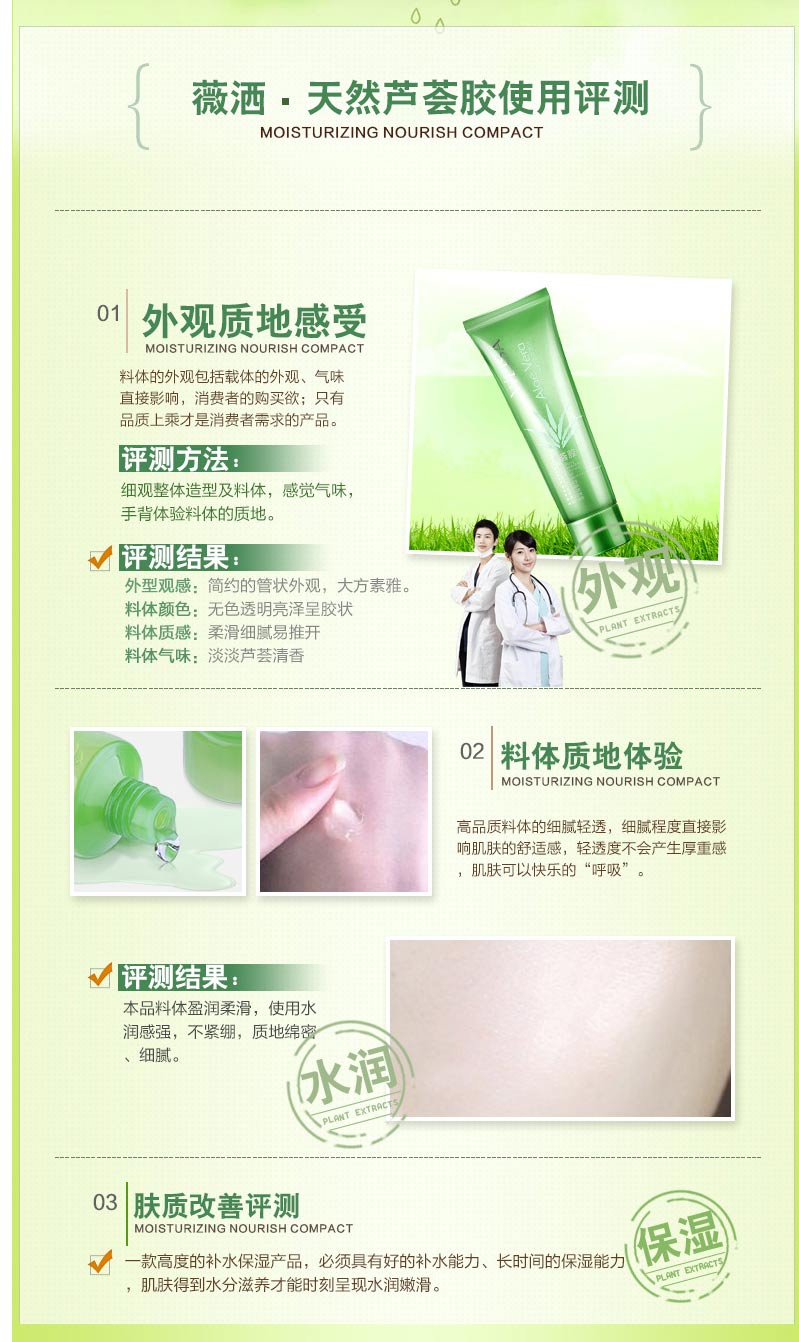 薇洒·天然芦荟胶使用评测
MOISTURIZING NOURISH COMPACT
01
外观质地感受
MOISTURIZING NOURISH COMPACT
料体的外观包括载体的外观、气味
直接影响，消费者的购买欲；只有
品质上乘才是消费者需求的产品。
评测方法：
细观整体造型及料体，感觉气味，
手背体验料体的质地。
评测结果：
外型观感：简约的管状外观，大方素雅。
料体颜色：无色透明亮泽呈胶状
料体质感：柔滑细腻易推开
料体气味：淡淡芦荟清香
Aloe Vera
外观
PLANT EXTRACTS
02
料体质地体验
MOISTURIZING NOURISH COMPACT
高品质料体的细腻轻透，细腻程度直接影
响肌肤的舒适感，轻透度不会产生厚重感
，肌肤可以快乐的“呼吸”。
评测结果：
本品料体盈润柔滑，使用水
润感强，不紧绷，质地绵密
、细腻。
水润
PLANT EXTRACTS
03
肤质改善评测
MOISTURIZING NOURISH COMPACT
一款高度的补水保湿产品，必须具有好的补水能力、长时间的保湿能力
，肌肤得到水分滋养才能时刻呈现水润嫩滑。
保湿
PLANT EXTRACTS